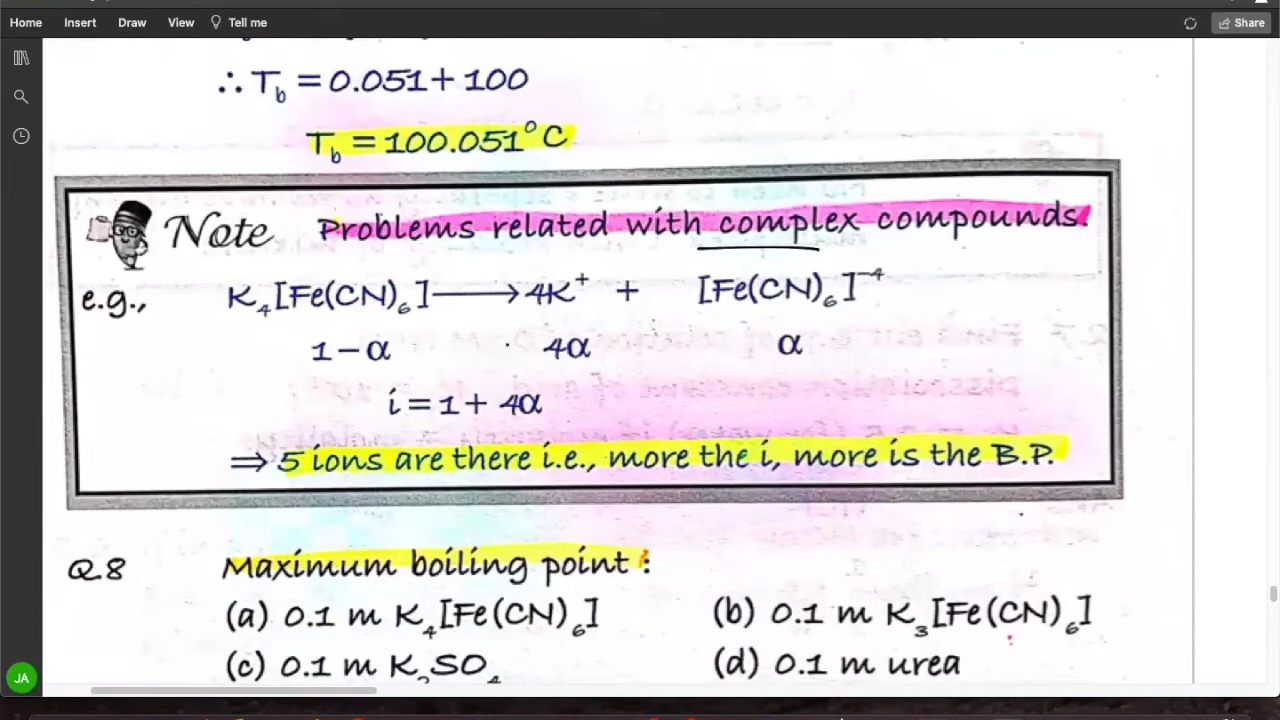 Home Insert Draw View Tell me Share
∴ T_b = 0.051 + 100
T_b = 100.051°C
Note Problems related with complex compounds.
e.g., K₄[Fe(CN)₆] ⟶ 4K⁺ + [Fe(CN)₆]⁻⁴
1 − α 4α α
i = 1 + 4α
⇒ 5 ions are there i.e., more the i, more is the B.P.
Q.8 Maximum boiling point :
(a) 0.1 m K₄[Fe(CN)₆] (b) 0.1 m K₃[Fe(CN)₆]
(c) 0.1 m K₂SO₄ (d) 0.1 m urea
JA